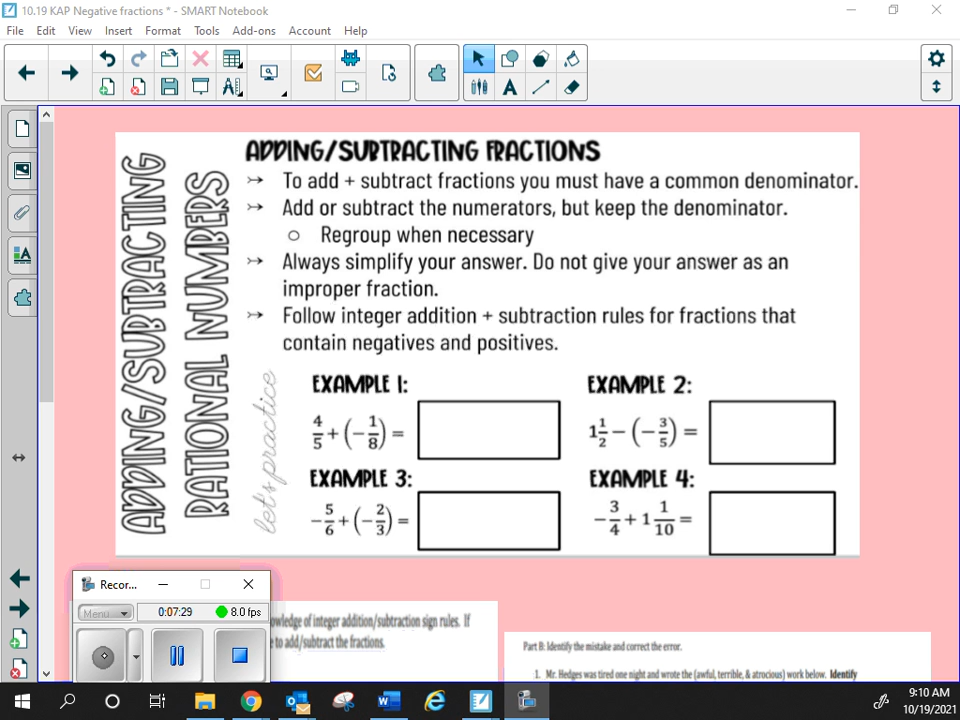 10.19 KAP Negative fractions * - SMART Notebook
File Edit View Insert Format Tools Add-ons Account Help
ADDING/SUBTRACTING
RATIONAL NUMBERS
ADDING/SUBTRACTING FRACTIONS
To add + subtract fractions you must have a common denominator.
Add or subtract the numerators, but keep the denominator.
Regroup when necessary
Always simplify your answer. Do not give your answer as an
improper fraction.
Follow integer addition + subtraction rules for fractions that
contain negatives and positives.
let's practice
EXAMPLE 1:
4/5 + (-1/8) =
EXAMPLE 2:
1 1/2 - (-3/5) =
EXAMPLE 3:
-5/6 + (-2/3) =
EXAMPLE 4:
-3/4 + 1 1/10 =
Recor...
Menu
0:07:29
8.0 fps
owledge of integer addition/subtraction sign rules. If
to add/subtract the fractions.
Part B: Identify the mistake and correct the error.
1. Mr. Hedges was tired one night and wrote the (awful, terrible, & atrocious) work below. Identify
9:10 AM
10/19/2021